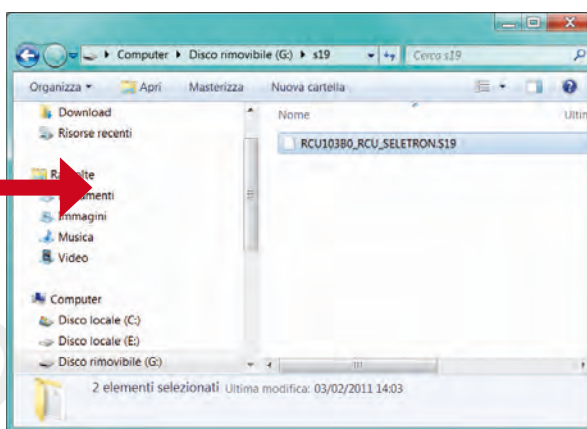 Computer Disco rimovibile (G:) s19 Cerca s19
Organizza Apri Masterizza Nuova cartella
Download
Risorse recenti
Immagini
Musica
Video
Computer
Disco locale (C:)
Disco locale (E:)
Disco rimovibile (G:)
Nome
RCU103B0_RCU_SELETRON.S19
2 elementi selezionati Ultima modifica: 03/02/2011 14:03